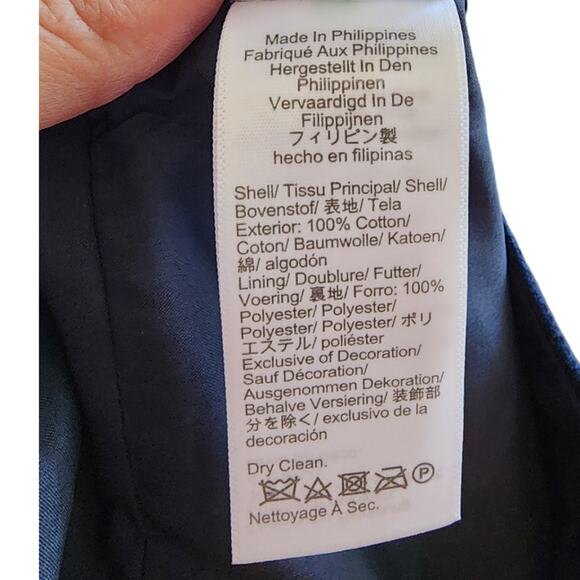 Made In Philippines
Fabriqué Aux Philippines
Hergestellt In Den
Philippinen
Vervaardigd In De
Filippijnen
フィリピン製
hecho en filipinas
Shell/ Tissu Principal/ Shell/
Bovenstof/ 表地/ Tela
Exterior: 100% Cotton/
Coton/ Baumwolle/ Katoen/
綿/ algodón
Lining/ Doublure/ Futter/
Voering/ 裏地/ Forro: 100%
Polyester/ Polyester/
Polyester/ Polyester/ ポリ
エステル/ poliéster
Exclusive of Decoration/
Sauf Décoration/
Ausgenommen Dekoration/
Behalve Versiering/ 装飾部
分を除く/ exclusivo de la
decoración
Dry Clean.
P
Nettoyage À Sec.